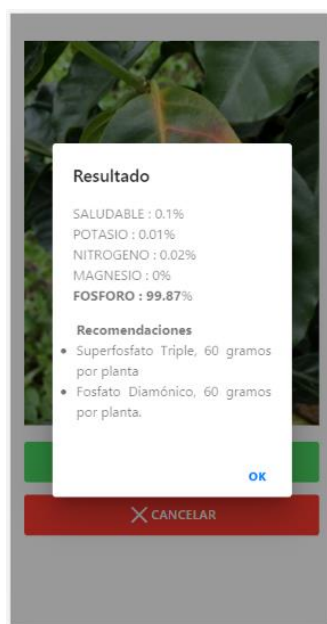 Resultado
SALUDABLE : 0.1%
POTASIO : 0.01%
NITROGENO : 0.02%
MAGNESIO : 0%
FOSFORO : 99.87%
Recomendaciones
• Superfosfato Triple, 60 gramos
por planta
• Fosfato Diamónico, 60 gramos
por planta.
OK
CANCELAR